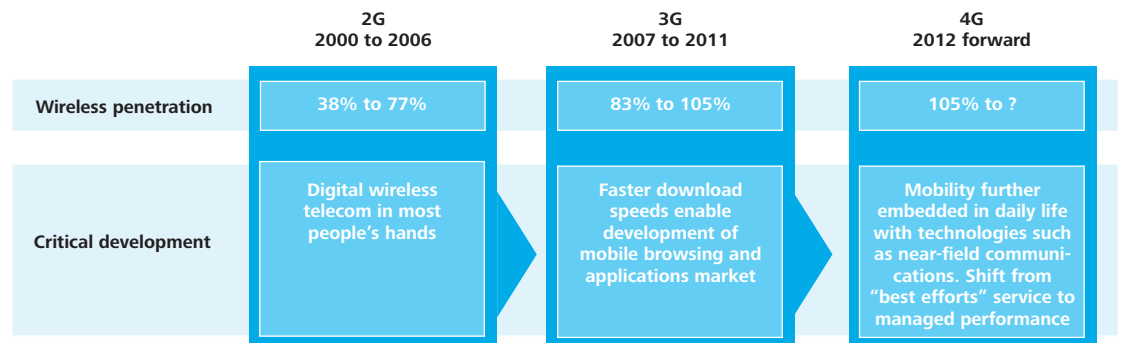 2G
2000 to 2006
3G
2007 to 2011
4G
2012 forward
Wireless penetration
38% to 77%
83% to 105%
105% to ?
Critical development
Digital wireless
telecom in most
people’s hands
Faster download
speeds enable
development of
mobile browsing and
applications market
Mobility further
embedded in daily life
with technologies such
as near-field communi-
cations. Shift from
“best efforts” service to
managed performance